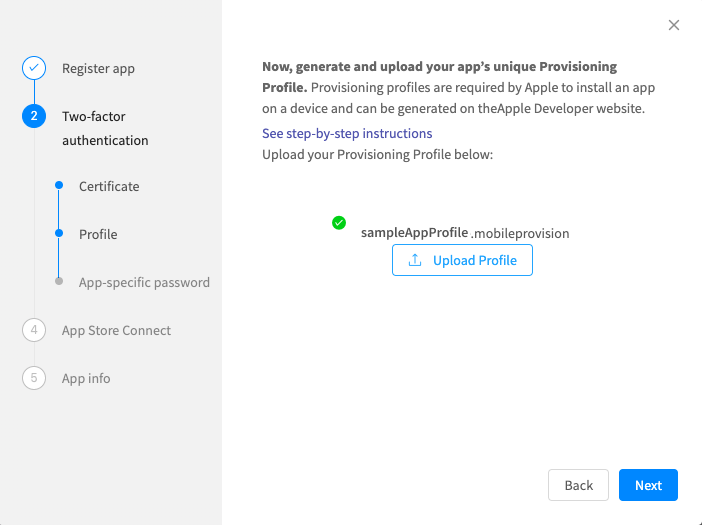 Register app
2
Two-factor
authentication
Certificate
Profile
App-specific password
4
App Store Connect
5
App info
Now, generate and upload your app's unique Provisioning
Profile. Provisioning profiles are required by Apple to install an app
on a device and can be generated on theApple Developer website.
See step-by-step instructions
Upload your Provisioning Profile below:
sampleAppProfile .mobileprovision
Upload Profile
Back
Next